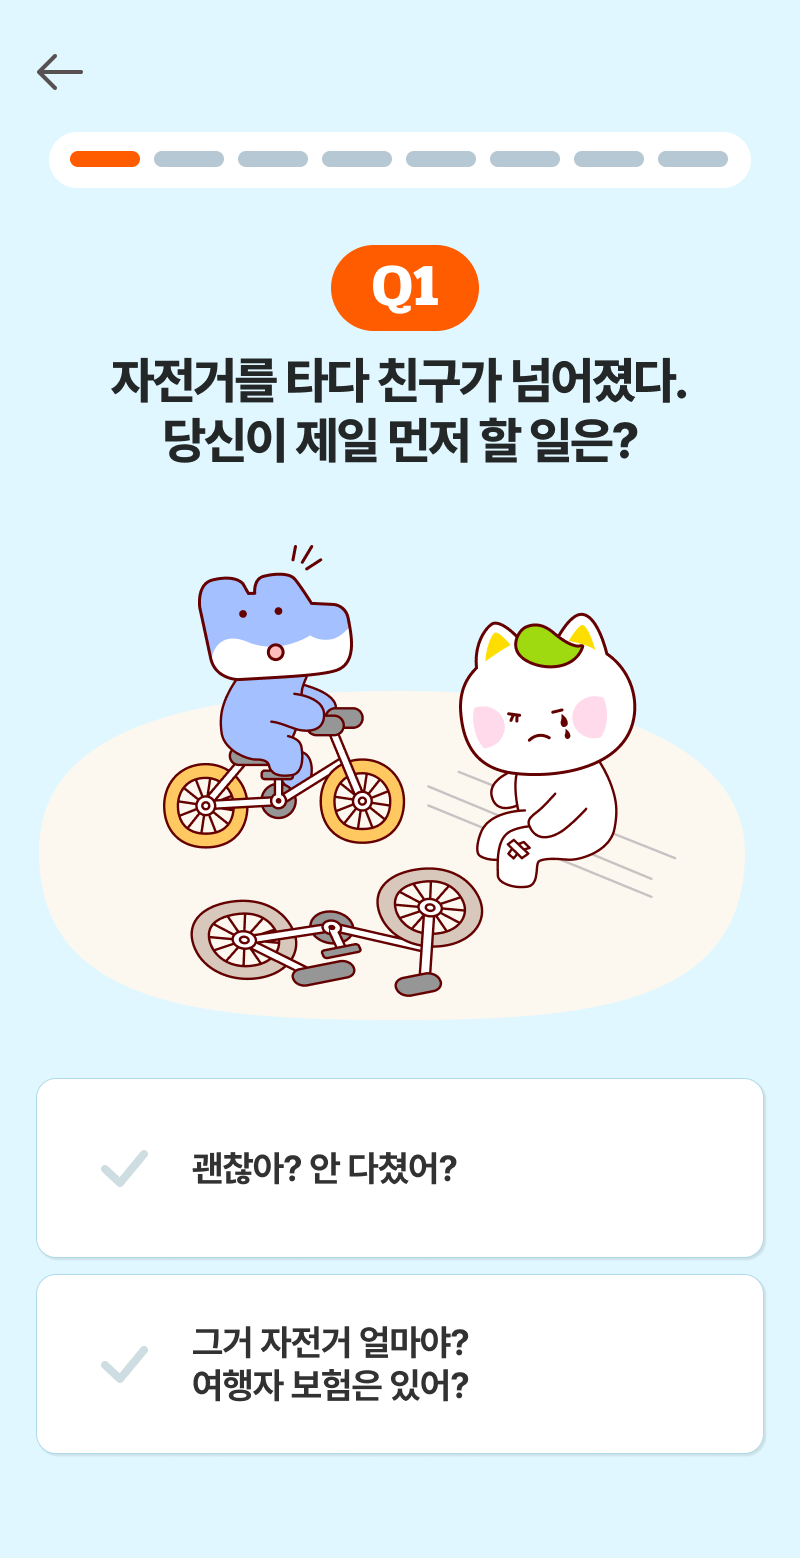 Q1
자전거를 타다 친구가 넘어졌다.
당신이 제일 먼저 할 일은?
괜찮아? 안 다쳤어?
그거 자전거 얼마야?
여행자 보험은 있어?